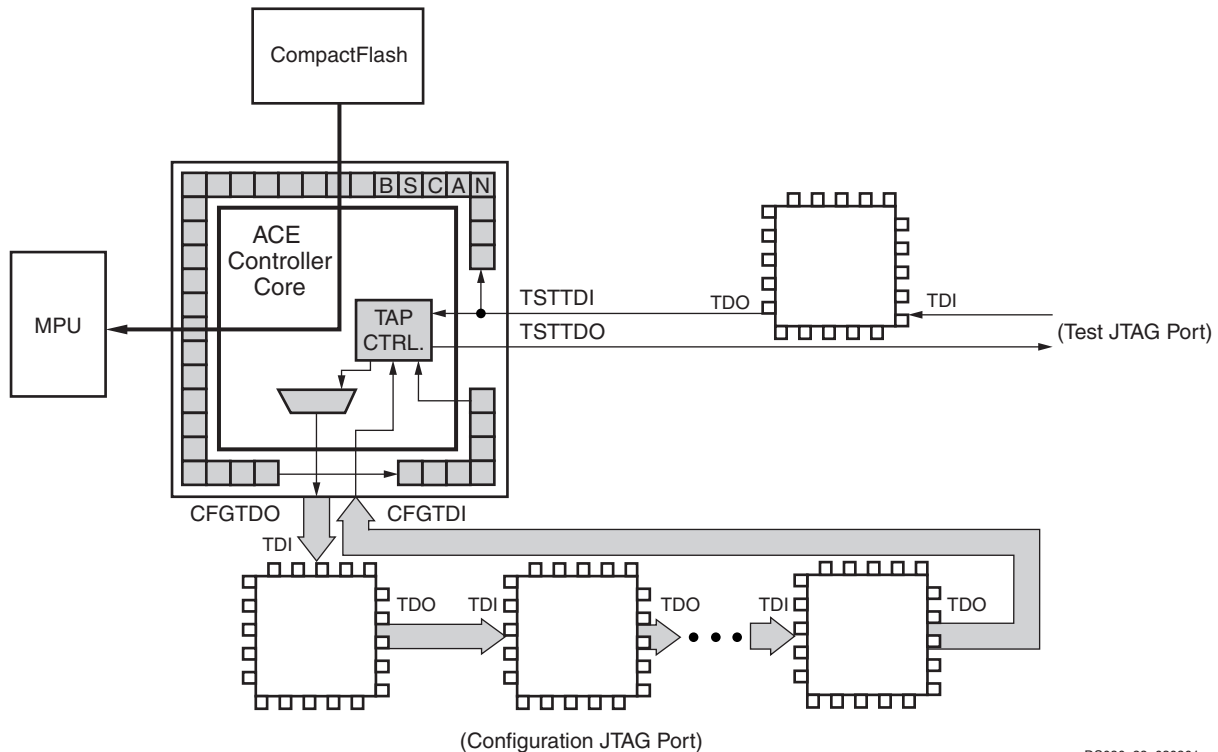 CompactFlash
B S C A N
ACE
Controller
Core
MPU
TAP
CTRL.
TSTTDI
TSTTDO
TDO
TDI
(Test JTAG Port)
CFGTDO
CFGTDI
TDI
TDO
TDI
TDO
TDI
TDO
(Configuration JTAG Port)